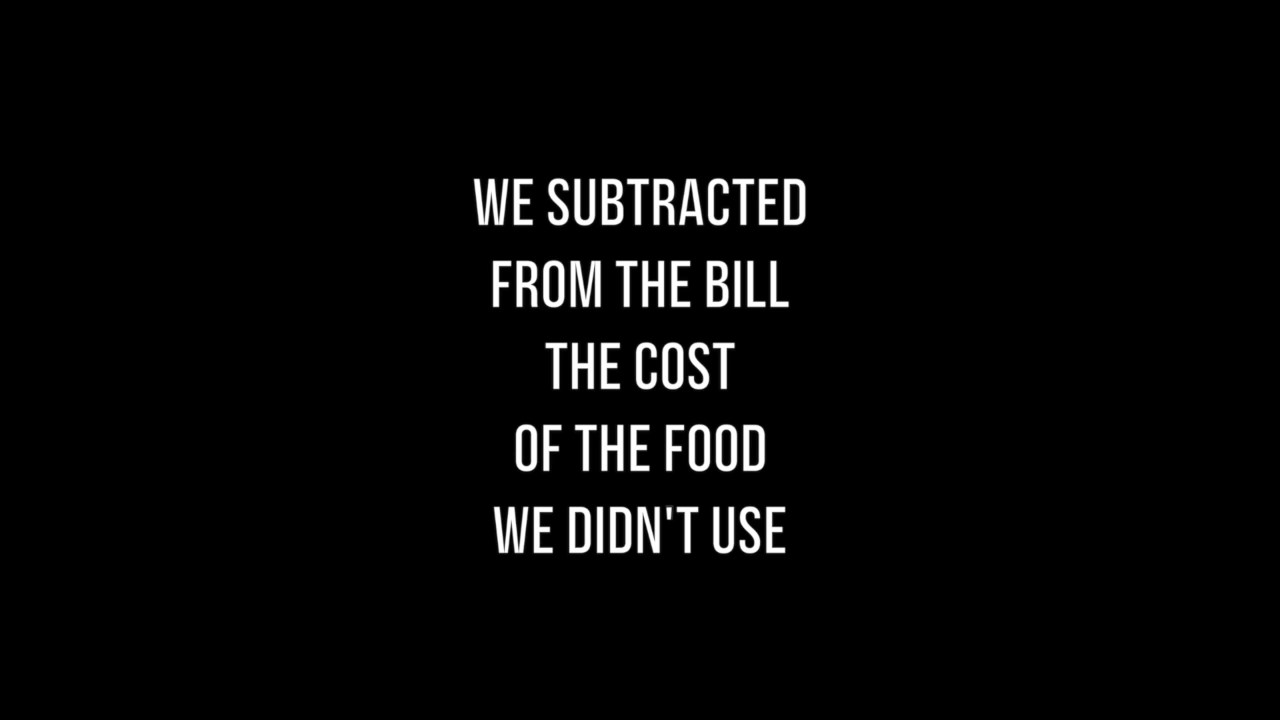 WE SUBTRACTED
FROM THE BILL
THE COST
OF THE FOOD
WE DIDN'T USE